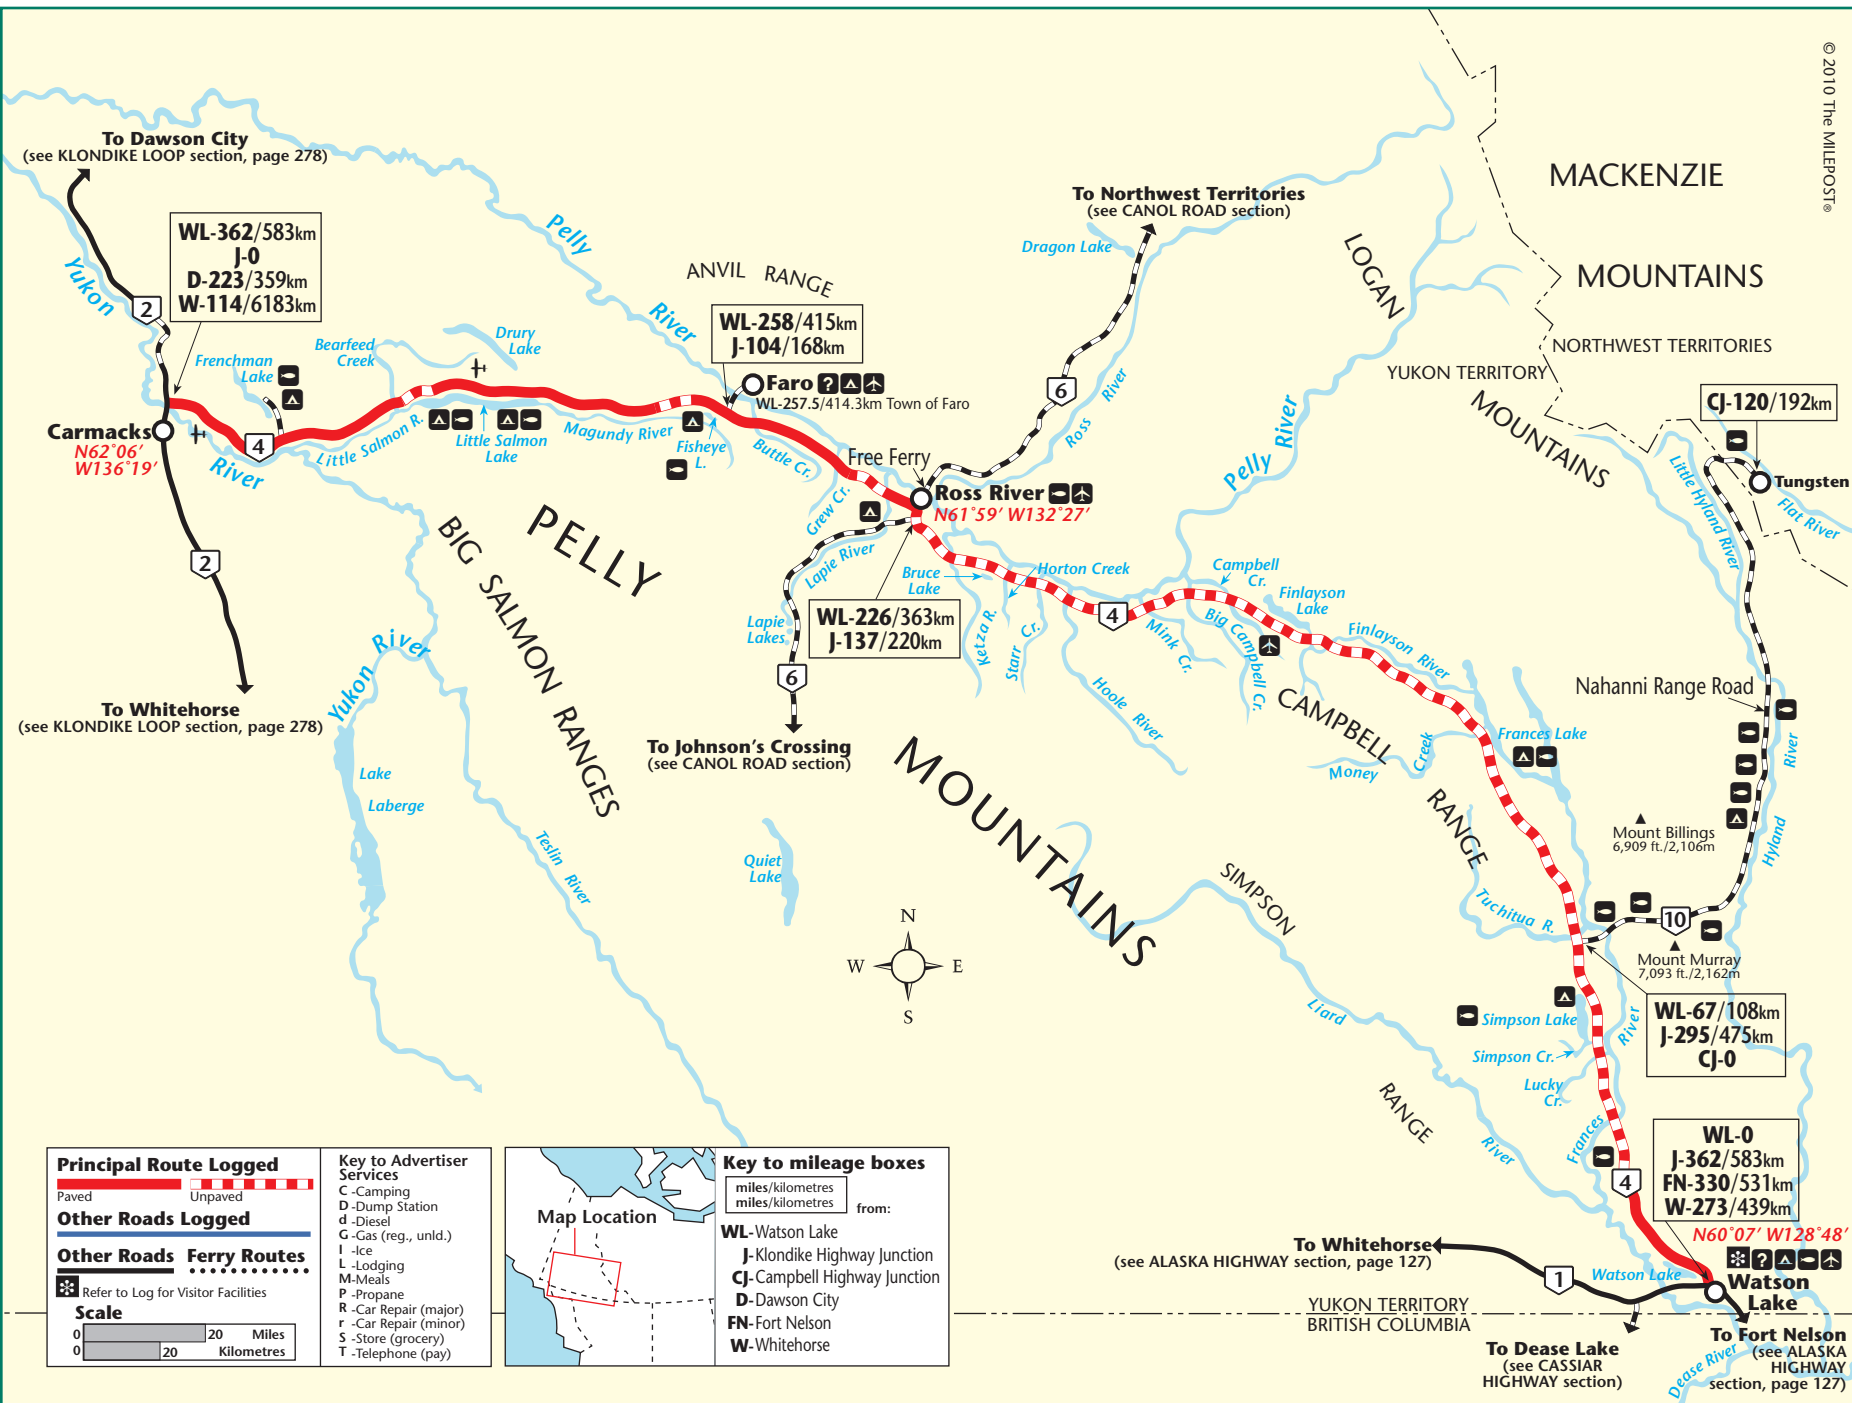 © 2010 The MILEPOST®
To Dawson City
(see KLONDIKE LOOP section, page 278)
WL-362/583km
J-0
D-223/359km
W-114/6183km
Yukon
2
Pelly
River
ANVIL RANGE
WL-258/415km
J-104/168km
Faro ?
WL-257.5/414.3km Town of Faro
To Northwest Territories
(see CANOL ROAD section)
Dragon Lake
6
Ross River
LOGAN
MOUNTAINS
MACKENZIE
MOUNTAINS
NORTHWEST TERRITORIES
YUKON TERRITORY
CJ-120/192km
Tungsten
Flat River
Little Hyland River
Bearfeed
Creek
Drury
Lake
Frenchman
Lake
Carmacks
N62°06'
W136°19'
River
4
Little Salmon R.
Little Salmon
Lake
Magundy River
Fisheye
L.
Buttle Cr.
Grew Cr.
Free Ferry
Ross River
N61°59' W132°27'
Lapie River
Lapie
Lakes
WL-226/363km
J-137/220km
6
To Johnson's Crossing
(see CANOL ROAD section)
2
To Whitehorse
(see KLONDIKE LOOP section, page 278)
PELLY
MOUNTAINS
BIG SALMON RANGES
Yukon River
Lake
Laberge
Teslin River
Quiet
Lake
Bruce
Lake
Ketza R.
Starr Cr.
Horton Creek
Hoole River
4
Mink Cr.
Pelly River
Campbell
Cr.
Big Campbell Cr.
Finlayson
Lake
Finlayson River
CAMPBELL
RANGE
Money Creek
Frances Lake
Nahanni Range Road
Hyland River
Mount Billings
6,909 ft./2,106m
10
Mount Murray
7,093 ft./2,162m
Tuchitua R.
SIMPSON
RANGE
Liard
River
Simpson Lake
Simpson Cr.
Lucky
Cr.
Frances
River
WL-67/108km
J-295/475km
CJ-0
WL-0
J-362/583km
FN-330/531km
W-273/439km
N60°07' W128°48'
4
?
Watson
Lake
Watson Lake
To Whitehorse
(see ALASKA HIGHWAY section, page 127)
1
YUKON TERRITORY
BRITISH COLUMBIA
To Dease Lake
(see CASSIAR
HIGHWAY section)
Dease River
To Fort Nelson
(see ALASKA
HIGHWAY
section, page 127)
N
W E
S
Principal Route Logged
Paved Unpaved
Other Roads Logged
Other Roads Ferry Routes
Refer to Log for Visitor Facilities
Scale
0 20 Miles
0 20 Kilometres
Key to Advertiser
Services
C -Camping
D -Dump Station
d -Diesel
G -Gas (reg., unld.)
I -Ice
L -Lodging
M-Meals
P -Propane
R -Car Repair (major)
r -Car Repair (minor)
S -Store (grocery)
T -Telephone (pay)
Map Location
Key to mileage boxes
miles/kilometres
miles/kilometres
from:
WL-Watson Lake
J-Klondike Highway Junction
CJ-Campbell Highway Junction
D-Dawson City
FN-Fort Nelson
W-Whitehorse